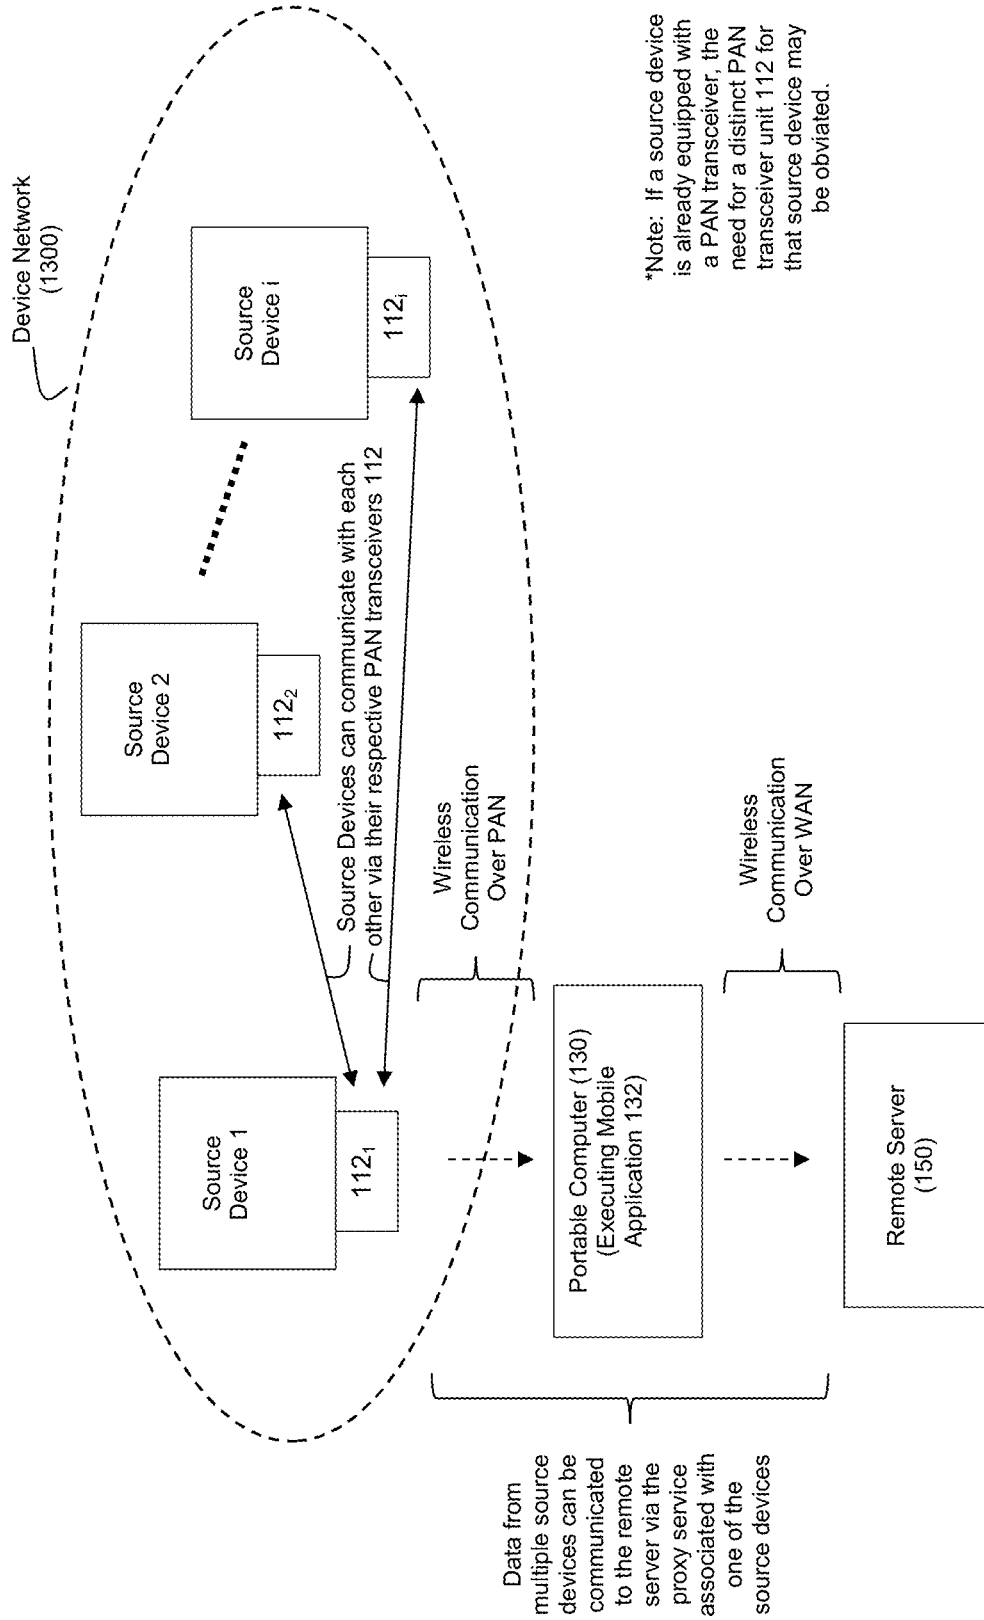 Device Network
(1300)
Source
Device 1
112₁
Source
Device 2
112₂
Source
Device i
112ᵢ
Source Devices can communicate with each
other via their respective PAN transceivers 112
Wireless
Communication
Over PAN
Portable Computer (130)
(Executing Mobile
Application 132)
Wireless
Communication
Over WAN
Remote Server
(150)
Data from
multiple source
devices can be
communicated
to the remote
server via the
proxy service
associated with
one of the
source devices
*Note: If a source device
is already equipped with
a PAN transceiver, the
need for a distinct PAN
transceiver unit 112 for
that source device may
be obviated.